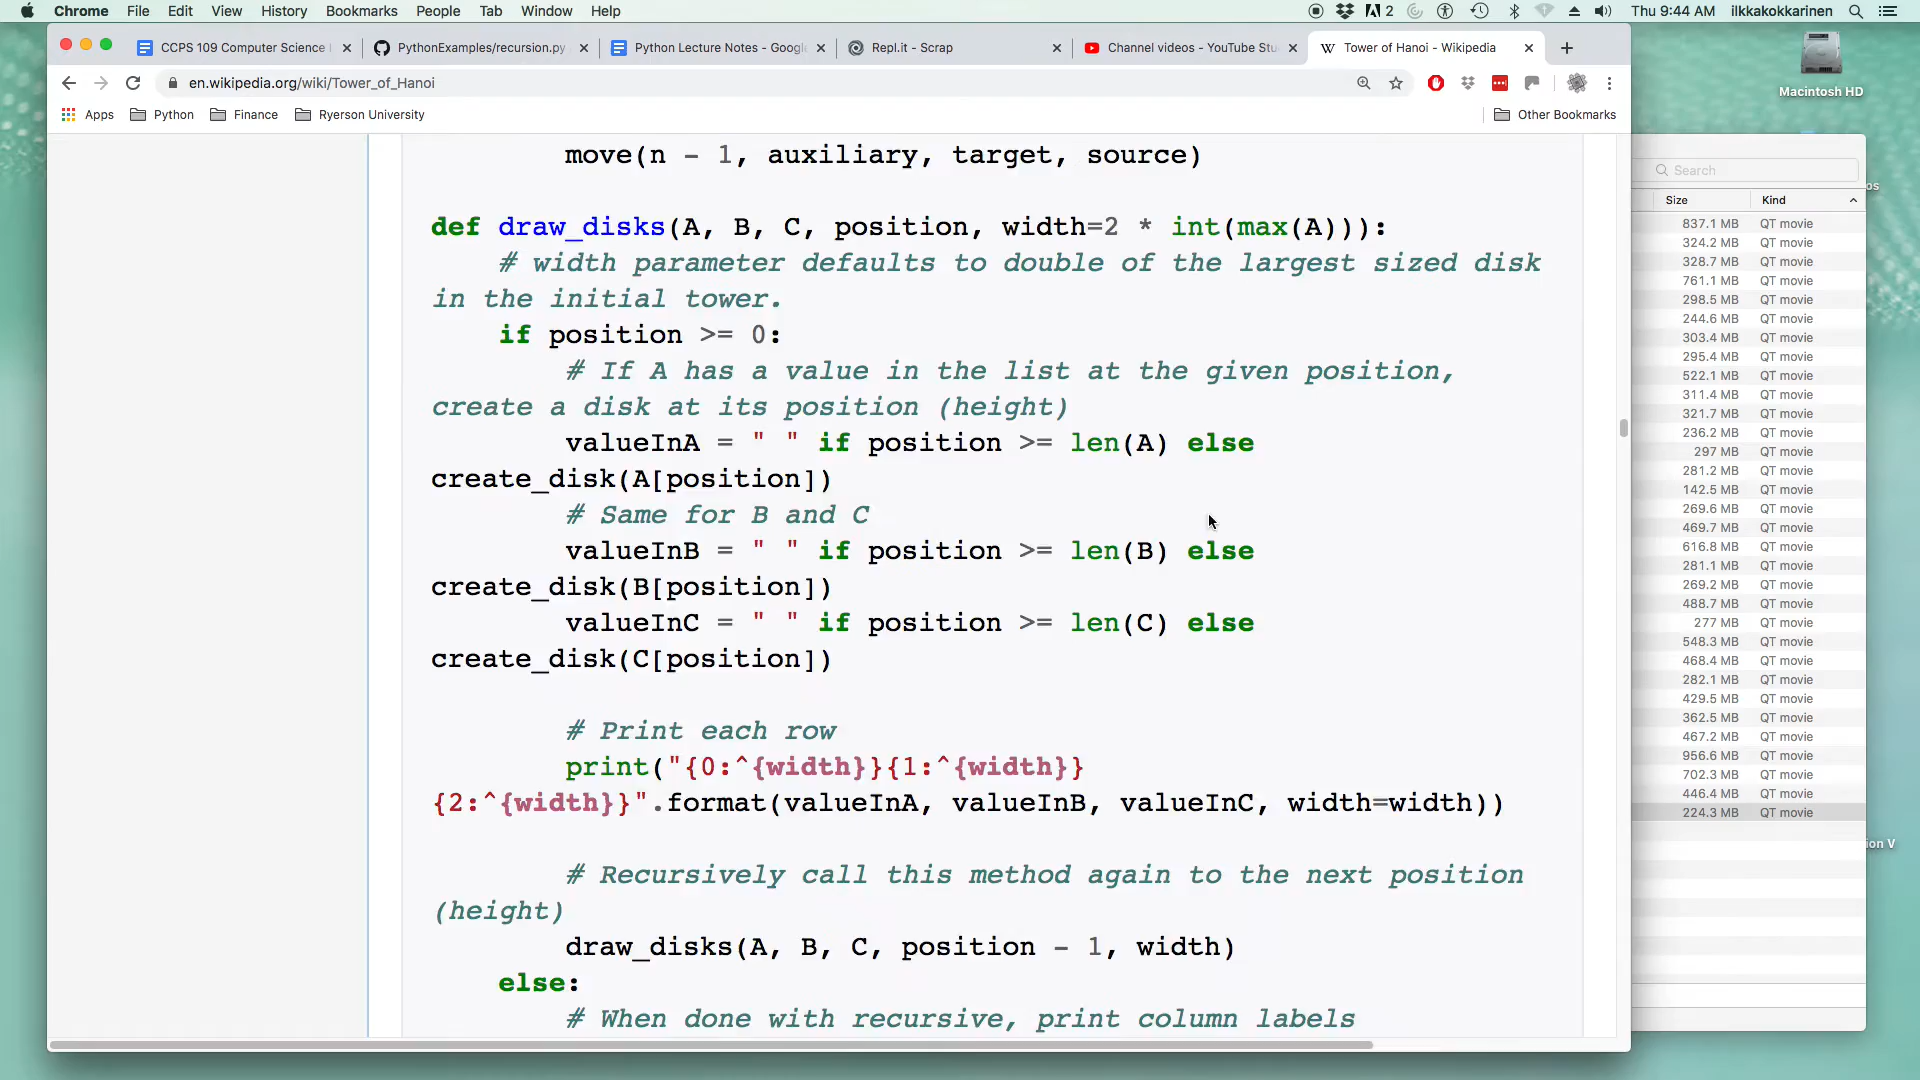 Chrome File Edit View History Bookmarks People Tab Window Help 2 Thu 9:44 AM ilkkakokkarinen
CCPS 109 Computer Science PythonExamples/recursion.py Python Lecture Notes - Google Repl.it - Scrap Channel videos - YouTube Stu Tower of Hanoi - Wikipedia
en.wikipedia.org/wiki/Tower_of_Hanoi
Apps Python Finance Ryerson University Other Bookmarks
Macintosh HD
move(n - 1, auxiliary, target, source)
def draw_disks(A, B, C, position, width=2 * int(max(A))):
# width parameter defaults to double of the largest sized disk
in the initial tower.
if position >= 0:
# If A has a value in the list at the given position,
create a disk at its position (height)
valueInA = " " if position >= len(A) else
create_disk(A[position])
# Same for B and C
valueInB = " " if position >= len(B) else
create_disk(B[position])
valueInC = " " if position >= len(C) else
create_disk(C[position])
# Print each row
print("{0:^{width}}{1:^{width}}
{2:^{width}}".format(valueInA, valueInB, valueInC, width=width))
# Recursively call this method again to the next position
(height)
draw_disks(A, B, C, position - 1, width)
else:
# When done with recursive, print column labels
Search
os
Size Kind
837.1 MB QT movie
324.2 MB QT movie
328.7 MB QT movie
761.1 MB QT movie
298.5 MB QT movie
244.6 MB QT movie
303.4 MB QT movie
295.4 MB QT movie
522.1 MB QT movie
311.4 MB QT movie
321.7 MB QT movie
236.2 MB QT movie
297 MB QT movie
281.2 MB QT movie
142.5 MB QT movie
269.6 MB QT movie
469.7 MB QT movie
616.8 MB QT movie
281.1 MB QT movie
269.2 MB QT movie
488.7 MB QT movie
277 MB QT movie
548.3 MB QT movie
468.4 MB QT movie
282.1 MB QT movie
429.5 MB QT movie
362.5 MB QT movie
467.2 MB QT movie
956.6 MB QT movie
702.3 MB QT movie
446.4 MB QT movie
224.3 MB QT movie
ion V